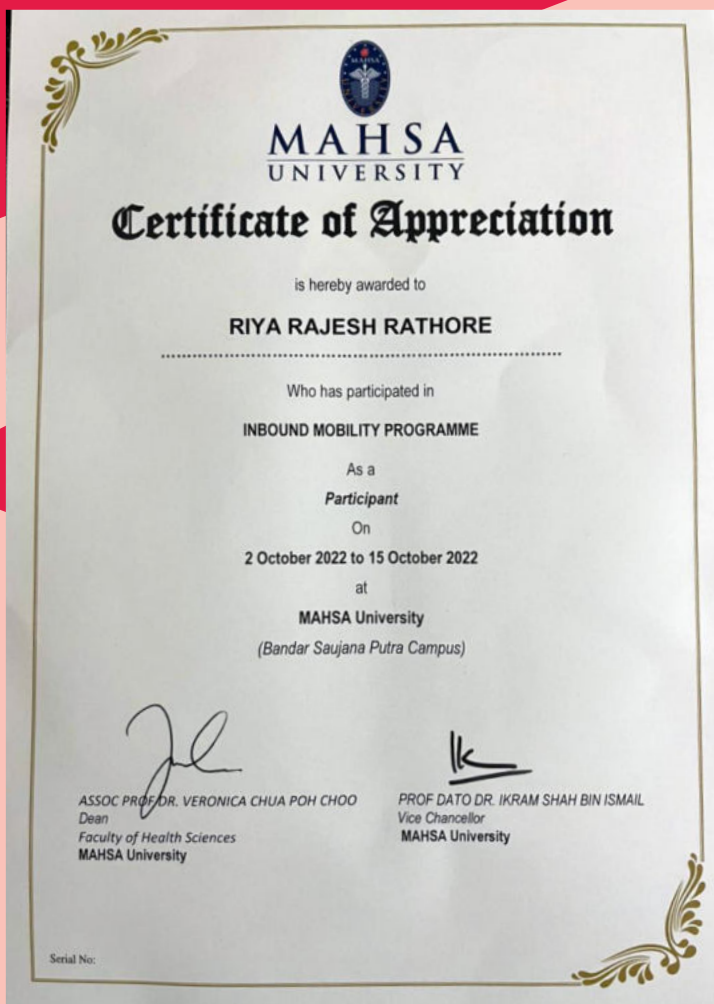 MAHSA
MAHSA
UNIVERSITY
Certificate of Appreciation
is hereby awarded to
RIYA RAJESH RATHORE
Who has participated in
INBOUND MOBILITY PROGRAMME
As a
Participant
On
2 October 2022 to 15 October 2022
at
MAHSA University
(Bandar Saujana Putra Campus)
ASSOC PROF DR. VERONICA CHUA POH CHOO
Dean
Faculty of Health Sciences
MAHSA University
PROF DATO DR. IKRAM SHAH BIN ISMAIL
Vice Chancellor
MAHSA University
Serial No: